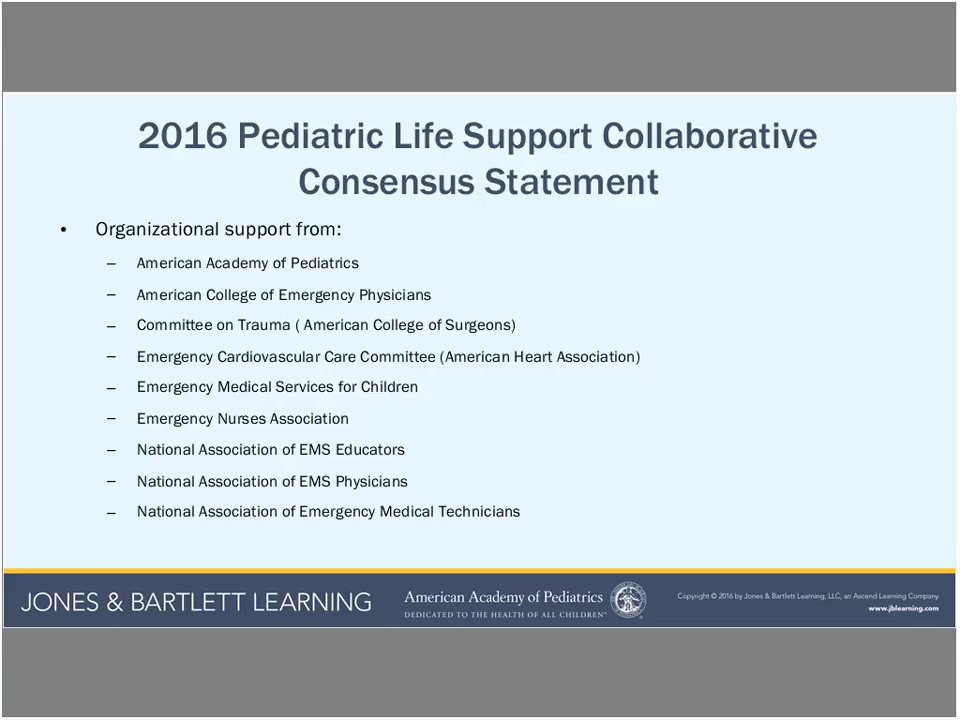 2016 Pediatric Life Support Collaborative
Consensus Statement
• Organizational support from:
– American Academy of Pediatrics
– American College of Emergency Physicians
– Committee on Trauma ( American College of Surgeons)
– Emergency Cardiovascular Care Committee (American Heart Association)
– Emergency Medical Services for Children
– Emergency Nurses Association
– National Association of EMS Educators
– National Association of EMS Physicians
– National Association of Emergency Medical Technicians
JONES & BARTLETT LEARNING
American Academy of Pediatrics
DEDICATED TO THE HEALTH OF ALL CHILDREN™
Copyright © 2016 by Jones & Bartlett Learning, LLC, an Ascend Learning Company
www.jblearning.com